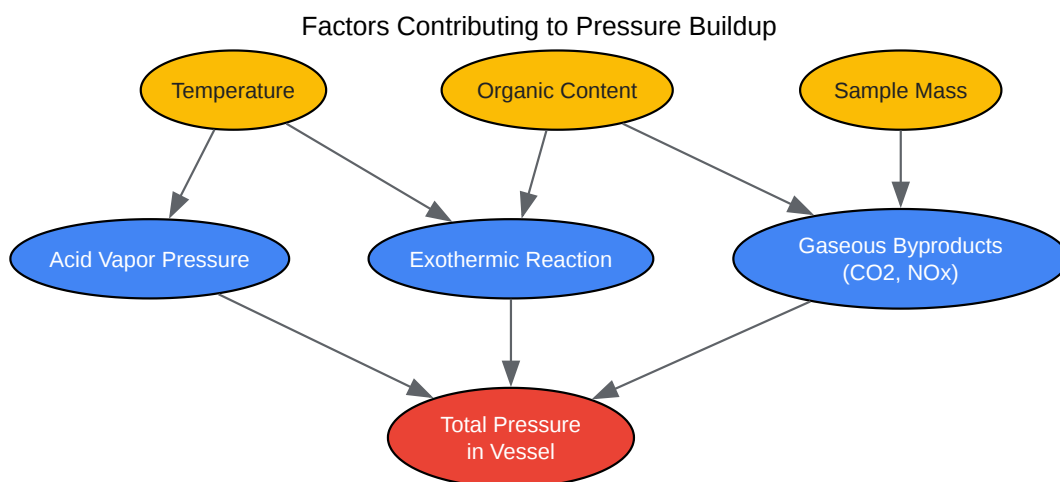 Factors Contributing to Pressure Buildup
Temperature
Organic Content
Sample Mass
Acid Vapor Pressure
Exothermic Reaction
Gaseous Byproducts
(CO2, NOx)
Total Pressure
in Vessel